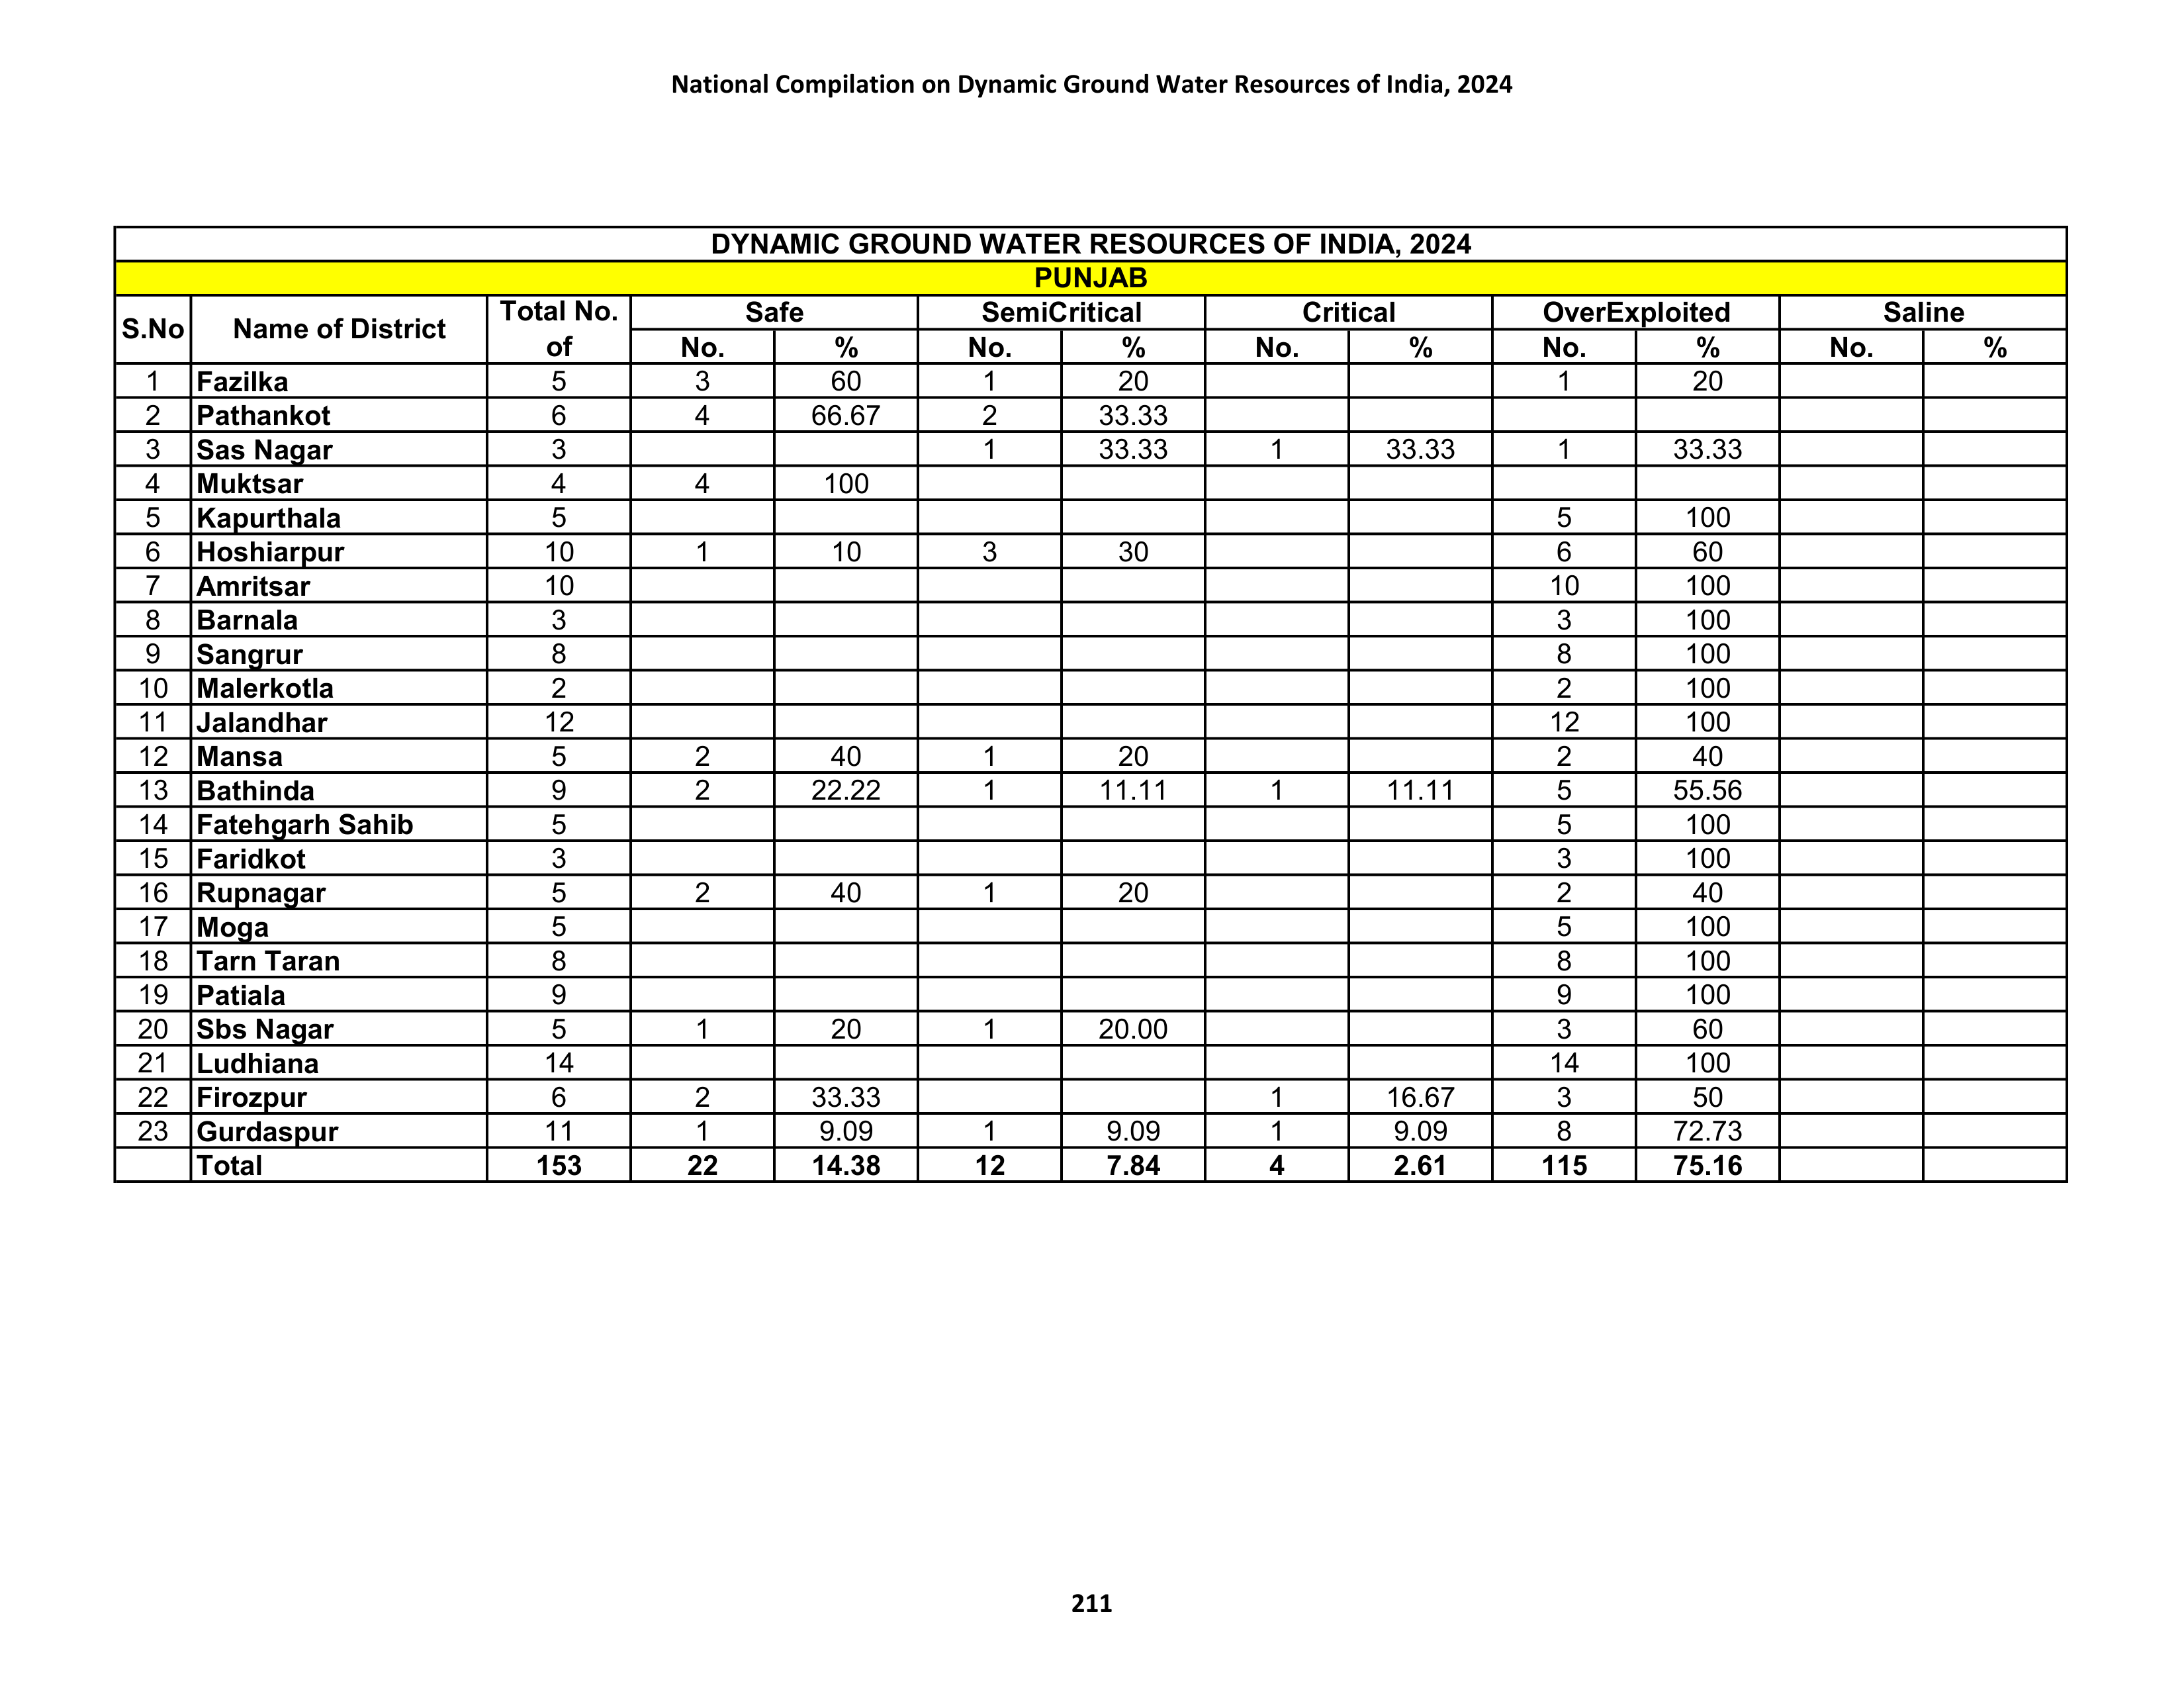 National Compilation on Dynamic Ground Water Resources of India, 2024
DYNAMIC GROUND WATER RESOURCES OF INDIA, 2024
PUNJAB
S.No Name of District Total No. of Safe SemiCritical Critical OverExploited Saline
No. % No. % No. % No. % No. %
1 Fazilka 5 3 60 1 20 1 20
2 Pathankot 6 4 66.67 2 33.33
3 Sas Nagar 3 1 33.33 1 33.33 1 33.33
4 Muktsar 4 4 100
5 Kapurthala 5 5 100
6 Hoshiarpur 10 1 10 3 30 6 60
7 Amritsar 10 10 100
8 Barnala 3 3 100
9 Sangrur 8 8 100
10 Malerkotla 2 2 100
11 Jalandhar 12 12 100
12 Mansa 5 2 40 1 20 2 40
13 Bathinda 9 2 22.22 1 11.11 1 11.11 5 55.56
14 Fatehgarh Sahib 5 5 100
15 Faridkot 3 3 100
16 Rupnagar 5 2 40 1 20 2 40
17 Moga 5 5 100
18 Tarn Taran 8 8 100
19 Patiala 9 9 100
20 Sbs Nagar 5 1 20 1 20.00 3 60
21 Ludhiana 14 14 100
22 Firozpur 6 2 33.33 1 16.67 3 50
23 Gurdaspur 11 1 9.09 1 9.09 1 9.09 8 72.73
Total 153 22 14.38 12 7.84 4 2.61 115 75.16
211